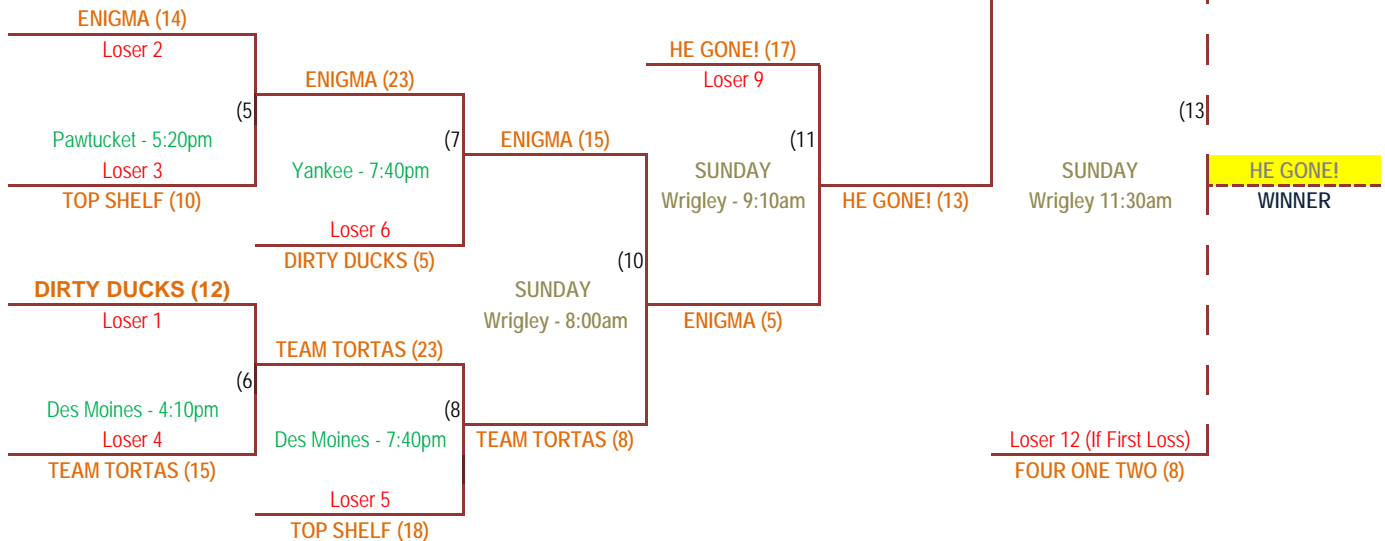 ENIGMA (14)
Loser 2
HE GONE! (17)
Loser 9
ENIGMA (23)
(5
(13
Pawtucket - 5:20pm
(7
ENIGMA (15)
(11
Loser 3
Yankee - 7:40pm
SUNDAY
SUNDAY
HE GONE!
TOP SHELF (10)
Wrigley - 9:10am
HE GONE! (13)
Wrigley 11:30am
WINNER
Loser 6
DIRTY DUCKS (5)
(10
DIRTY DUCKS (12)
SUNDAY
Loser 1
Wrigley - 8:00am
ENIGMA (5)
TEAM TORTAS (23)
(6
Des Moines - 4:10pm
(8
Loser 4
Des Moines - 7:40pm
TEAM TORTAS (8)
Loser 12 (If First Loss)
TEAM TORTAS (15)
FOUR ONE TWO (8)
Loser 5
TOP SHELF (18)